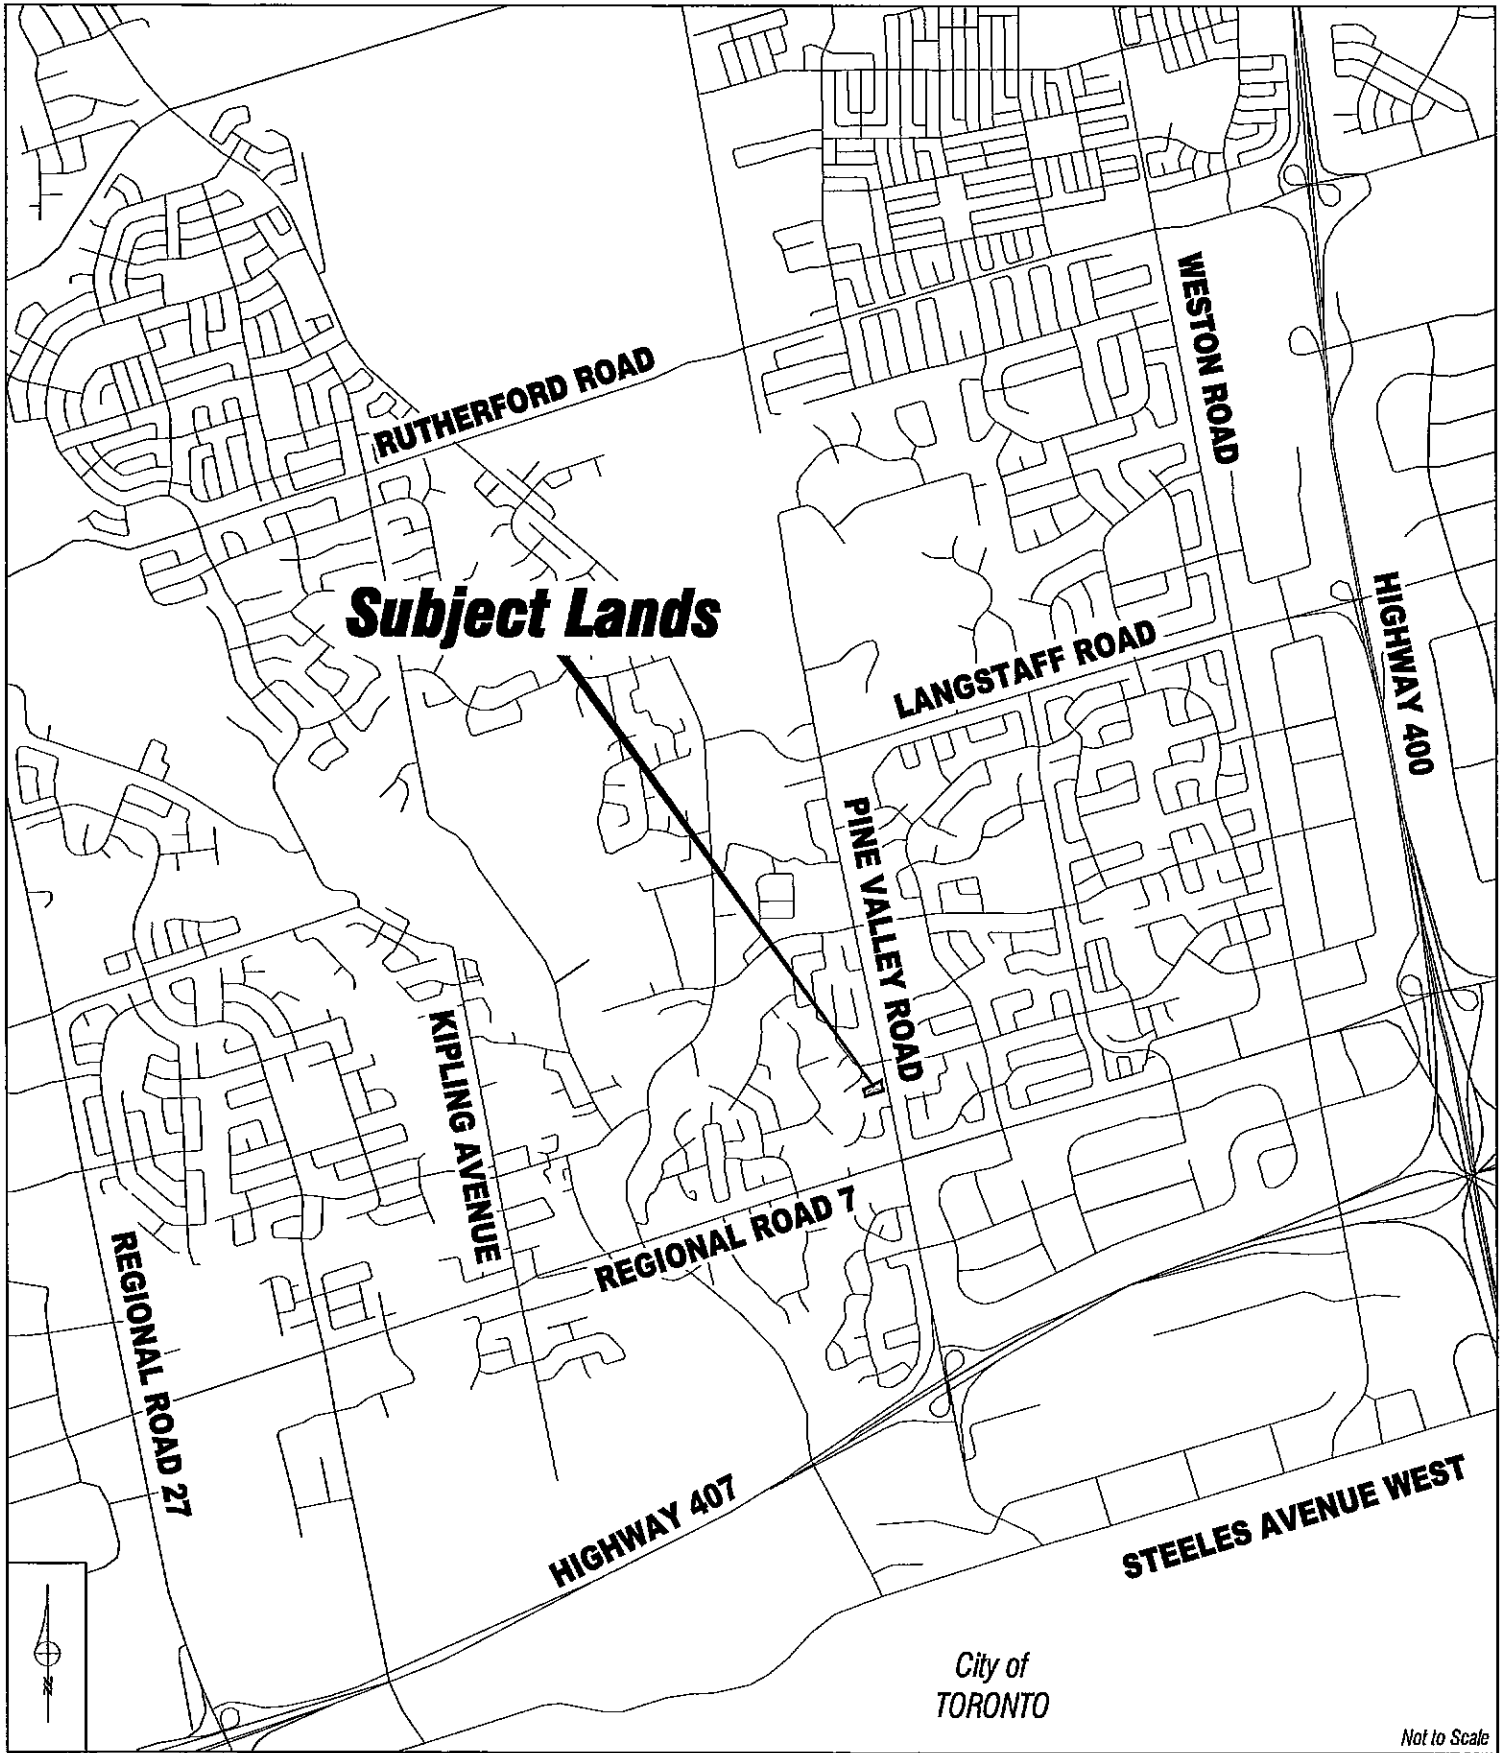 WESTON ROAD
RUTHERFORD ROAD
Subject Lands
HIGHWAY 400
LANGSTAFF ROAD
PINE VALLEY ROAD
KIPLING AVENUE
REGIONAL ROAD 7
REGIONAL ROAD 27
HIGHWAY 407
STEELES AVENUE WEST
N
City of
TORONTO
Not to Scale